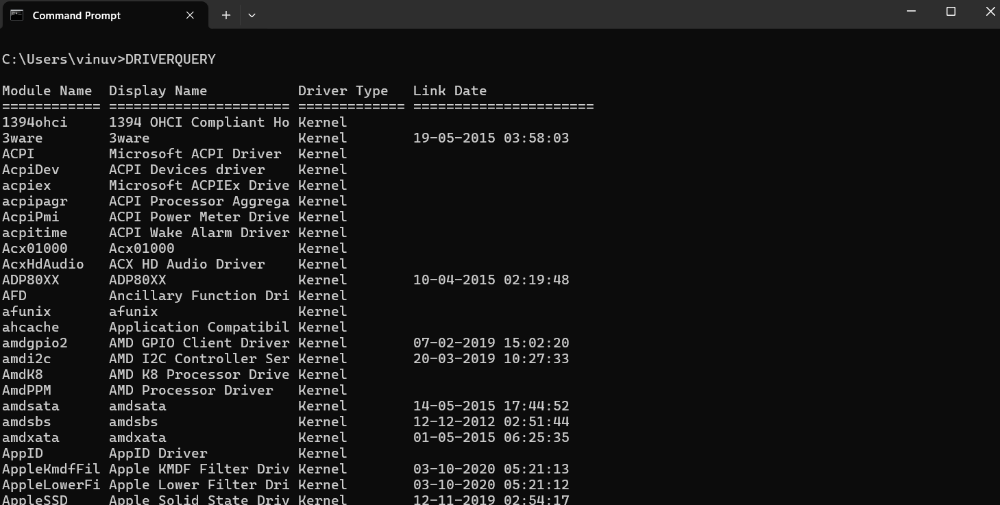 Command Prompt
C:\Users\vinuv>DRIVERQUERY
Module Name  Display Name           Driver Type   Link Date
============ ====================== ============= ======================
1394ohci     1394 OHCI Compliant Ho Kernel
3ware        3ware                  Kernel        19-05-2015 03:58:03
ACPI         Microsoft ACPI Driver  Kernel
AcpiDev      ACPI Devices driver    Kernel
acpiex       Microsoft ACPIEx Drive Kernel
acpipagr     ACPI Processor Aggrega Kernel
AcpiPmi      ACPI Power Meter Drive Kernel
acpitime     ACPI Wake Alarm Driver Kernel
Acx01000     Acx01000               Kernel
AcxHdAudio   ACX HD Audio Driver    Kernel
ADP80XX      ADP80XX                Kernel        10-04-2015 02:19:48
AFD          Ancillary Function Dri Kernel
afunix       afunix                 Kernel
ahcache      Application Compatibil Kernel
amdgpio2     AMD GPIO Client Driver Kernel        07-02-2019 15:02:20
amdi2c       AMD I2C Controller Ser Kernel        20-03-2019 10:27:33
AmdK8        AMD K8 Processor Drive Kernel
AmdPPM       AMD Processor Driver   Kernel
amdsata      amdsata                Kernel        14-05-2015 17:44:52
amdsbs       amdsbs                 Kernel        12-12-2012 02:51:44
amdxata      amdxata                Kernel        01-05-2015 06:25:35
AppID        AppID Driver           Kernel
AppleKmdfFil Apple KMDF Filter Driv Kernel        03-10-2020 05:21:13
AppleLowerFi Apple Lower Filter Dri Kernel        03-10-2020 05:21:12
AppleSSD     Apple Solid State Driv Kernel        12-11-2019 02:54:17